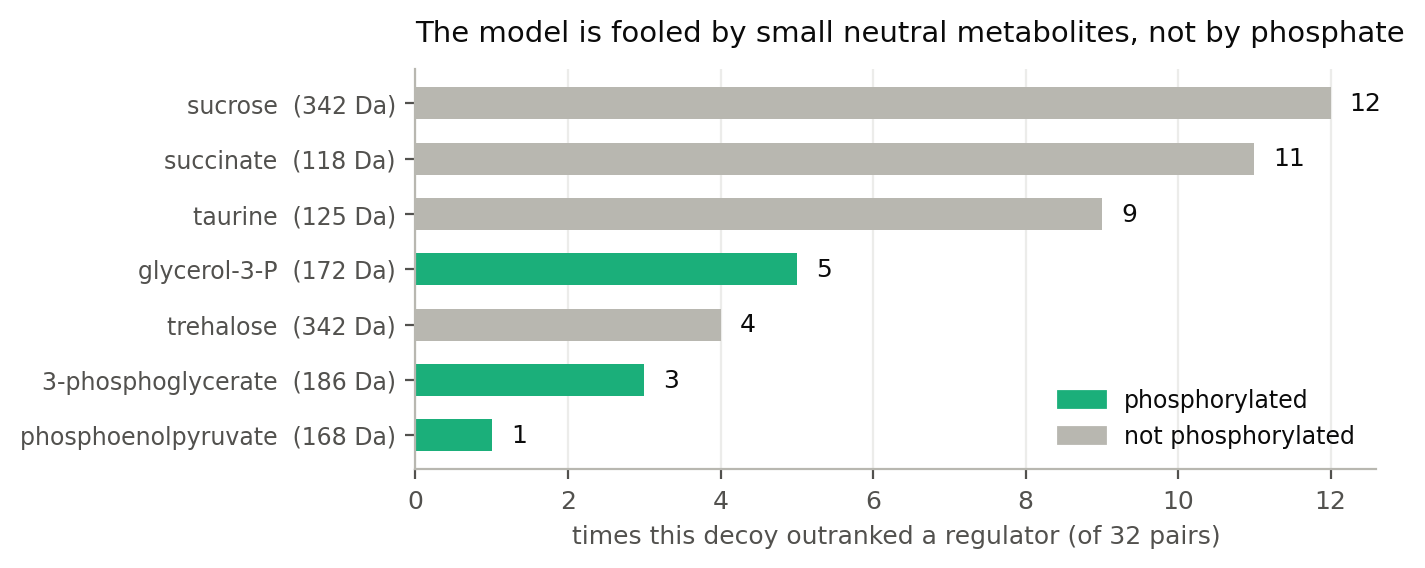 The model is fooled by small neutral metabolites, not by phosphate
sucrose (342 Da)
12
succinate (118 Da)
11
taurine (125 Da)
9
glycerol-3-P (172 Da)
5
trehalose (342 Da)
4
3-phosphoglycerate (186 Da)
3
phosphoenolpyruvate (168 Da)
1
phosphorylated
not phosphorylated
0 2 4 6 8 10 12
times this decoy outranked a regulator (of 32 pairs)